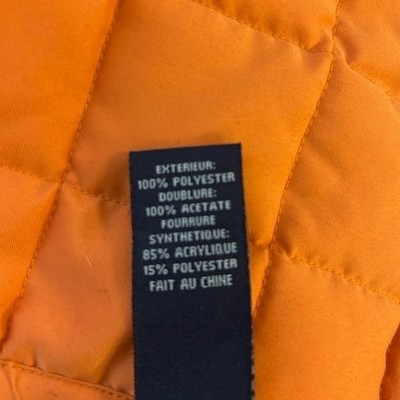 EXTERIEUR:
100% POLYESTER
DOUBLURE:
100% ACETATE
FOURRURE
SYNTHETIQUE:
85% ACRYLIQUE
15% POLYESTER
FAIT AU CHINE